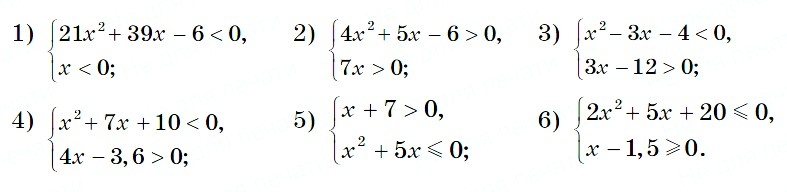 1) {21x² + 39x − 6 < 0, x < 0;
2) {4x² + 5x − 6 > 0, 7x > 0;
3) {x² − 3x − 4 < 0, 3x − 12 > 0;
4) {x² + 7x + 10 < 0, 4x − 3,6 > 0;
5) {x + 7 > 0, x² + 5x ⩽ 0;
6) {2x² + 5x + 20 ⩽ 0, x − 1,5 ⩾ 0.